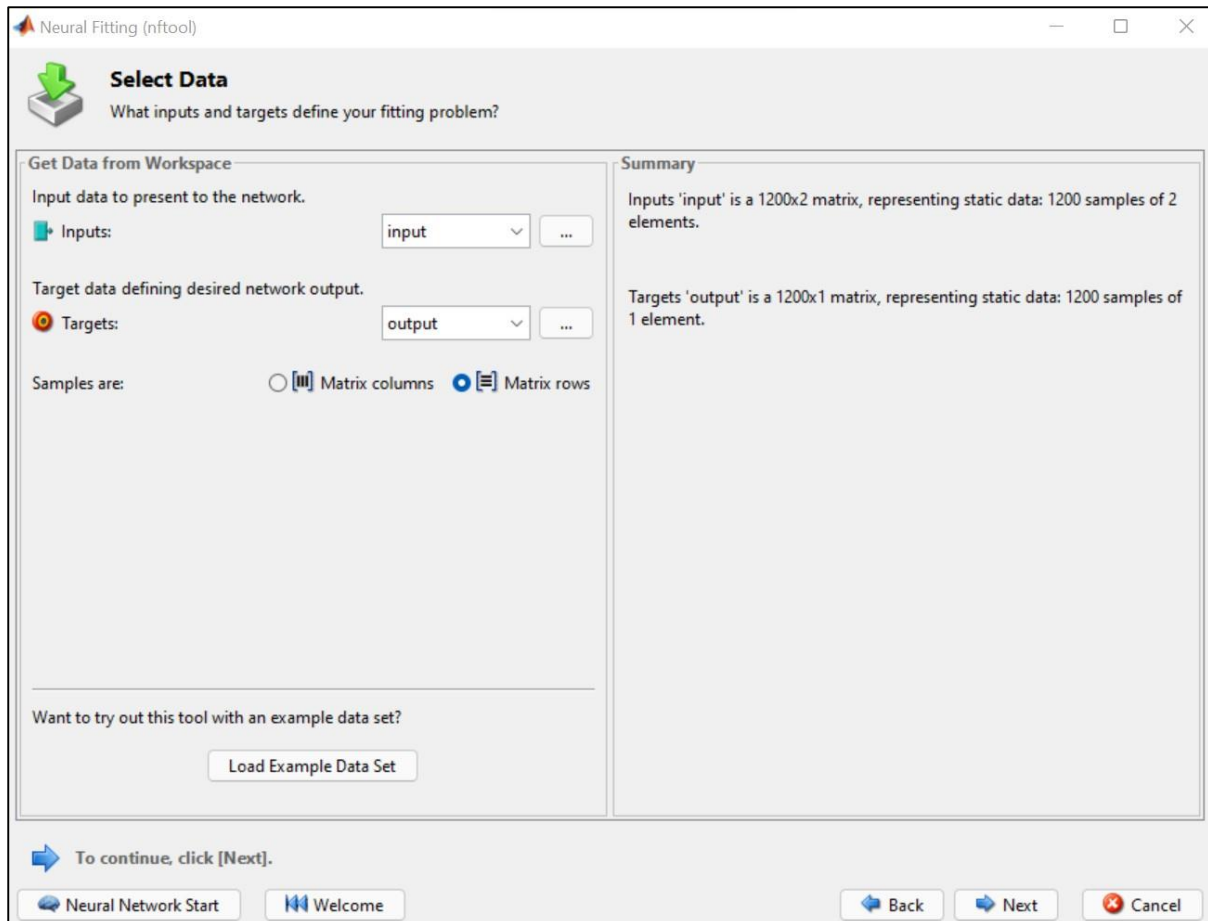 Neural Fitting (nftool)
Select Data
What inputs and targets define your fitting problem?
Get Data from Workspace
Input data to present to the network.
Inputs:
input
...
Target data defining desired network output.
Targets:
output
...
Samples are:
Matrix columns
Matrix rows
Want to try out this tool with an example data set?
Load Example Data Set
Summary
Inputs 'input' is a 1200x2 matrix, representing static data: 1200 samples of 2
elements.
Targets 'output' is a 1200x1 matrix, representing static data: 1200 samples of
1 element.
To continue, click [Next].
Neural Network Start
Welcome
Back
Next
Cancel